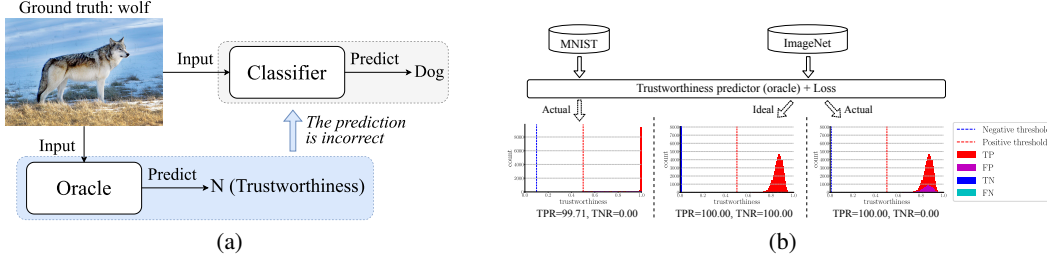 Ground truth: wolf
Input
Classifier
Predict
Dog
The prediction
is incorrect
Input
Oracle
Predict
N (Trustworthiness)
(a)
MNIST
ImageNet
Trustworthiness predictor (oracle) + Loss
Actual
Ideal
Actual
count
trustworthiness
TPR=99.71, TNR=0.00
count
trustworthiness
TPR=100.00, TNR=100.00
count
trustworthiness
TPR=100.00, TNR=0.00
Negative threshold
Positive threshold
TP
FP
TN
FN
(b)